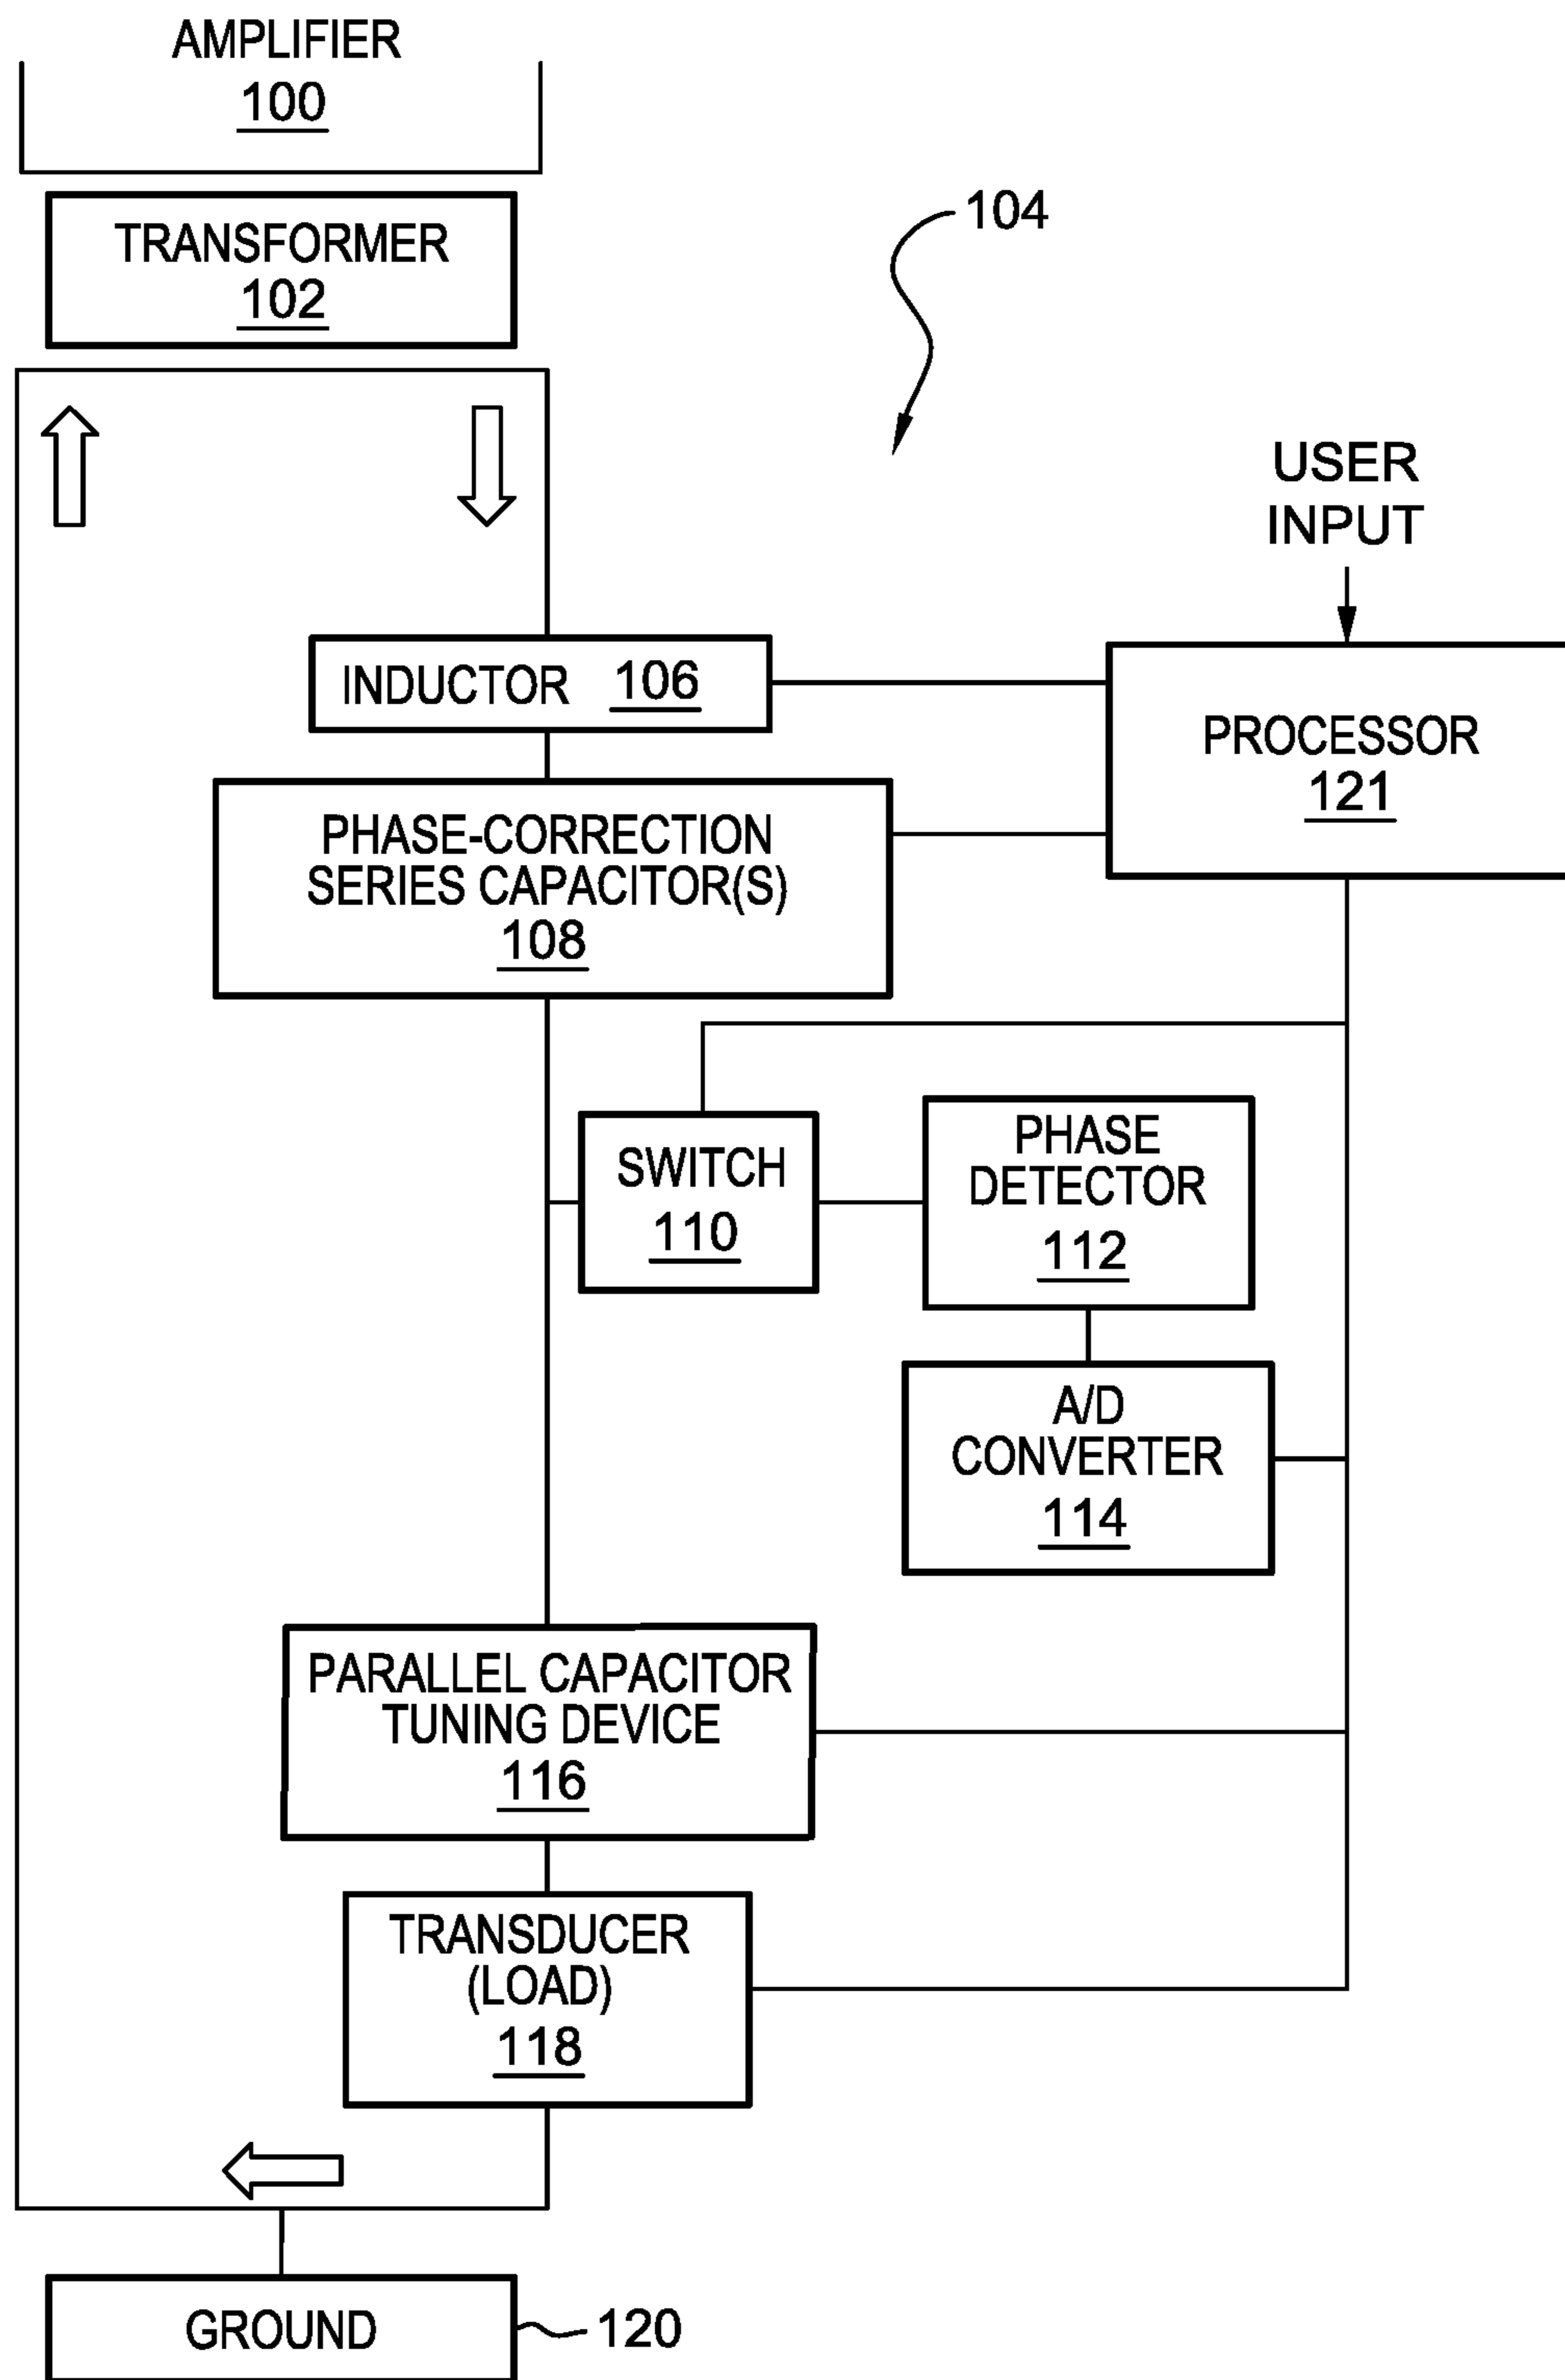 AMPLIFIER
100
TRANSFORMER
102
104
USER
INPUT
INDUCTOR 106
PROCESSOR
121
PHASE-CORRECTION
SERIES CAPACITOR(S)
108
SWITCH
110
PHASE
DETECTOR
112
A/D
CONVERTER
114
PARALLEL CAPACITOR
TUNING DEVICE
116
TRANSDUCER
(LOAD)
118
GROUND
120